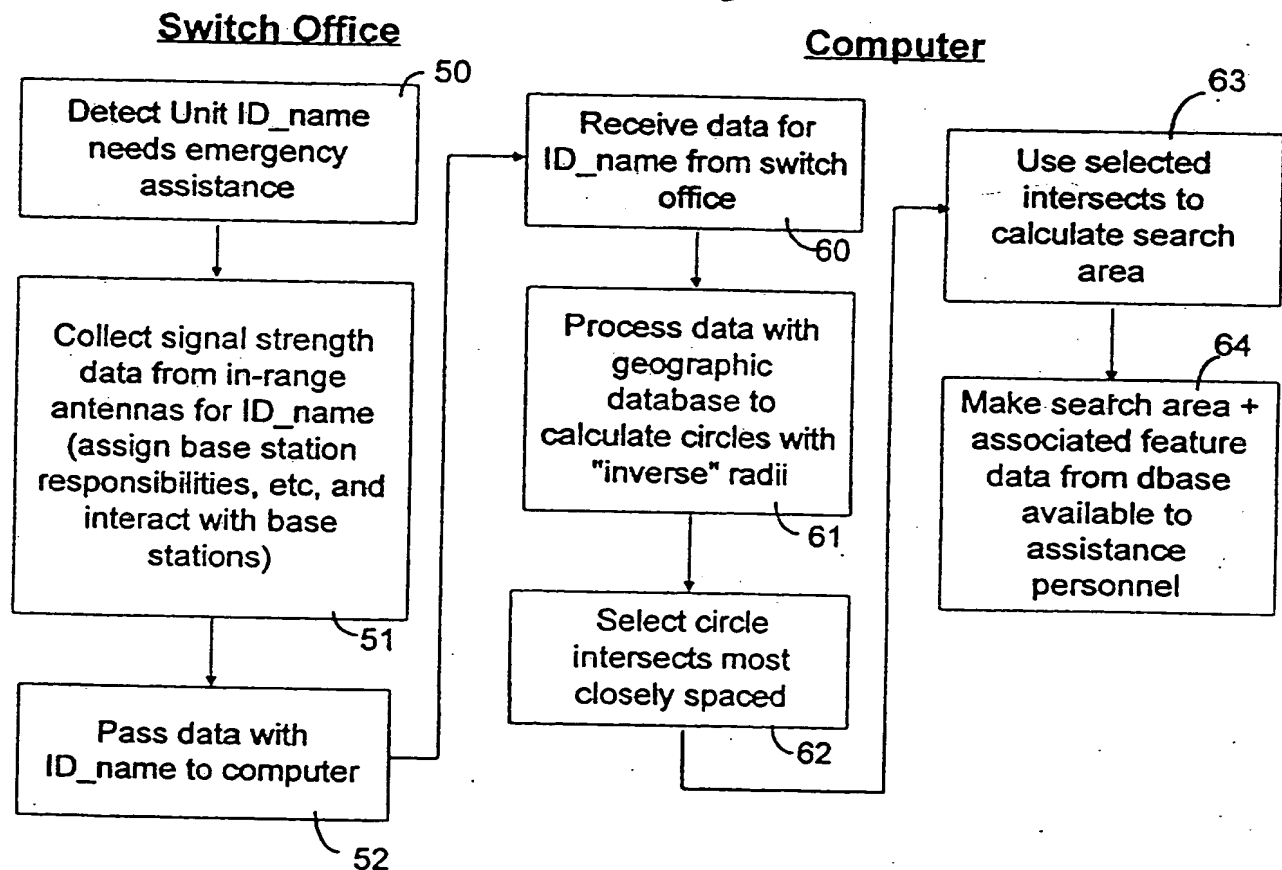 Switch Office
50
Detect Unit ID_name
needs emergency
assistance
Collect signal strength
data from in-range
antennas for ID_name
(assign base station
responsibilities, etc, and
interact with base
stations)
51
Pass data with
ID_name to computer
52
Computer
Receive data for
ID_name from switch
office
60
Process data with
geographic
database to
calculate circles with
"inverse" radii
61
Select circle
intersects most
closely spaced
62
63
Use selected
intersects to
calculate search
area
64
Make search area +
associated feature
data from dbase
available to
assistance
personnel